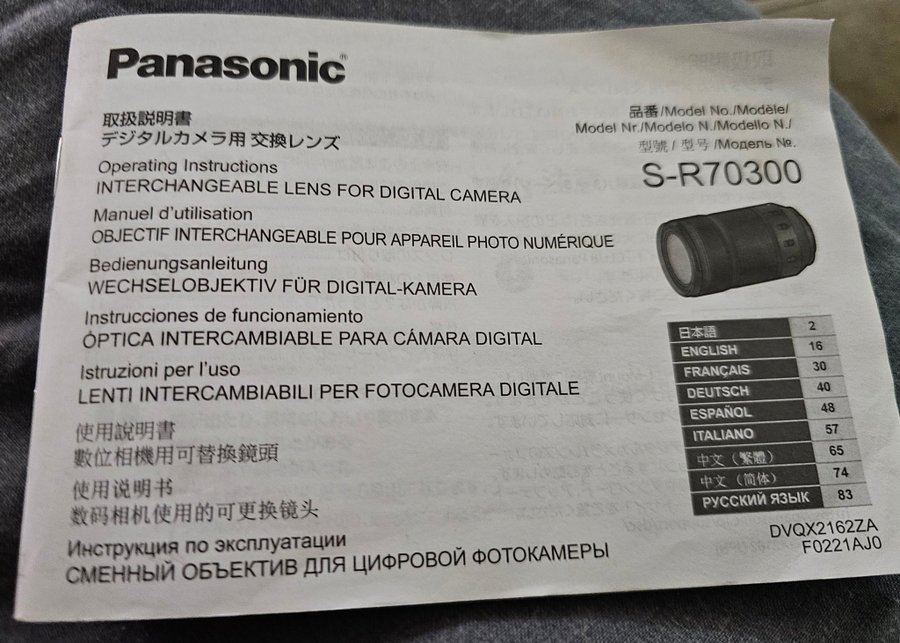 Panasonic®
取扱説明書
デジタルカメラ用 交換レンズ
Operating Instructions
INTERCHANGEABLE LENS FOR DIGITAL CAMERA
Manuel d'utilisation
OBJECTIF INTERCHANGEABLE POUR APPAREIL PHOTO NUMÉRIQUE
Bedienungsanleitung
WECHSELOBJEKTIV FÜR DIGITAL-KAMERA
Instrucciones de funcionamiento
ÓPTICA INTERCAMBIABLE PARA CÁMARA DIGITAL
Istruzioni per l'uso
LENTI INTERCAMBIABILI PER FOTOCAMERA DIGITALE
使用說明書
數位相機用可替換鏡頭
使用说明书
数码相机使用的可更换镜头
Инструкция по эксплуатации
СМЕННЫЙ ОБЪЕКТИВ ДЛЯ ЦИФРОВОЙ ФОТОКАМЕРЫ
品番/Model No./Modèle/
Model Nr./Modelo N./Modello N./
型號 / 型号 /Модель №.
S-R70300
日本語 2
ENGLISH 16
FRANÇAIS 30
DEUTSCH 40
ESPAÑOL 48
ITALIANO 57
中文（繁體） 65
中文（简体） 74
РУССКИЙ ЯЗЫК 83
DVQX2162ZA
F0221AJ0